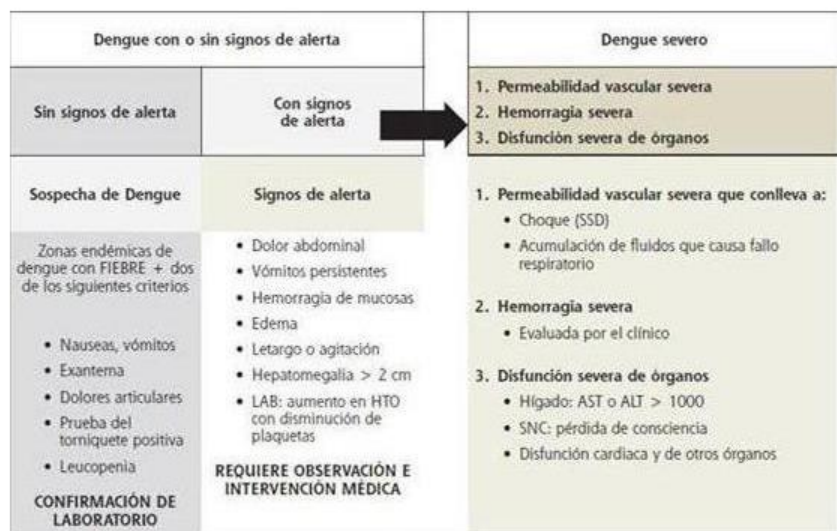 Dengue con o sin signos de alerta
Sin signos de alerta
Con signos
de alerta
Sospecha de Dengue
Zonas endémicas de
dengue con FIEBRE + dos
de los siguientes criterios
• Nauseas, vómitos
• Exantema
• Dolores articulares
• Prueba del
torniquete positiva
• Leucopenia
CONFIRMACIÓN DE
LABORATORIO
Signos de alerta
• Dolor abdominal
• Vómitos persistentes
• Hemorragia de mucosas
• Edema
• Letargo o agitación
• Hepatomegalia > 2 cm
• LAB: aumento en HTO
con disminución de
plaquetas
REQUIERE OBSERVACIÓN E
INTERVENCIÓN MÉDICA
Dengue severo
1. Permeabilidad vascular severa
2. Hemorragia severa
3. Disfunción severa de órganos
1. Permeabilidad vascular severa que conlleva a:
• Choque (SSD)
• Acumulación de fluidos que causa fallo
respiratorio
2. Hemorragia severa
• Evaluada por el clínico
3. Disfunción severa de órganos
• Hígado: AST o ALT > 1000
• SNC: pérdida de consciencia
• Disfunción cardiaca y de otros órganos